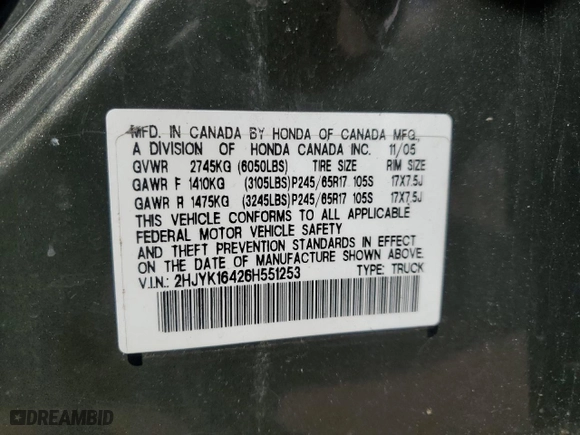 MFD. IN CANADA BY HONDA OF CANADA MFG.,
A DIVISION OF HONDA CANADA INC. 11/05
GVWR 2745KG (6050LBS) TIRE SIZE RIM SIZE
GAWR F 1410KG (3105LBS)P245/65R17 105S 17X7.5J
GAWR R 1475KG (3245LBS)P245/65R17 105S 17X7.5J
THIS VEHICLE CONFORMS TO ALL APPLICABLE
FEDERAL MOTOR VEHICLE SAFETY
AND THEFT PREVENTION STANDARDS IN EFFECT
ON THE DATE OF MANUFACTURE SHOWN ABOVE.
V.I.N.: 2HJYK16426H551253 TYPE: TRUCK
DREAMBID